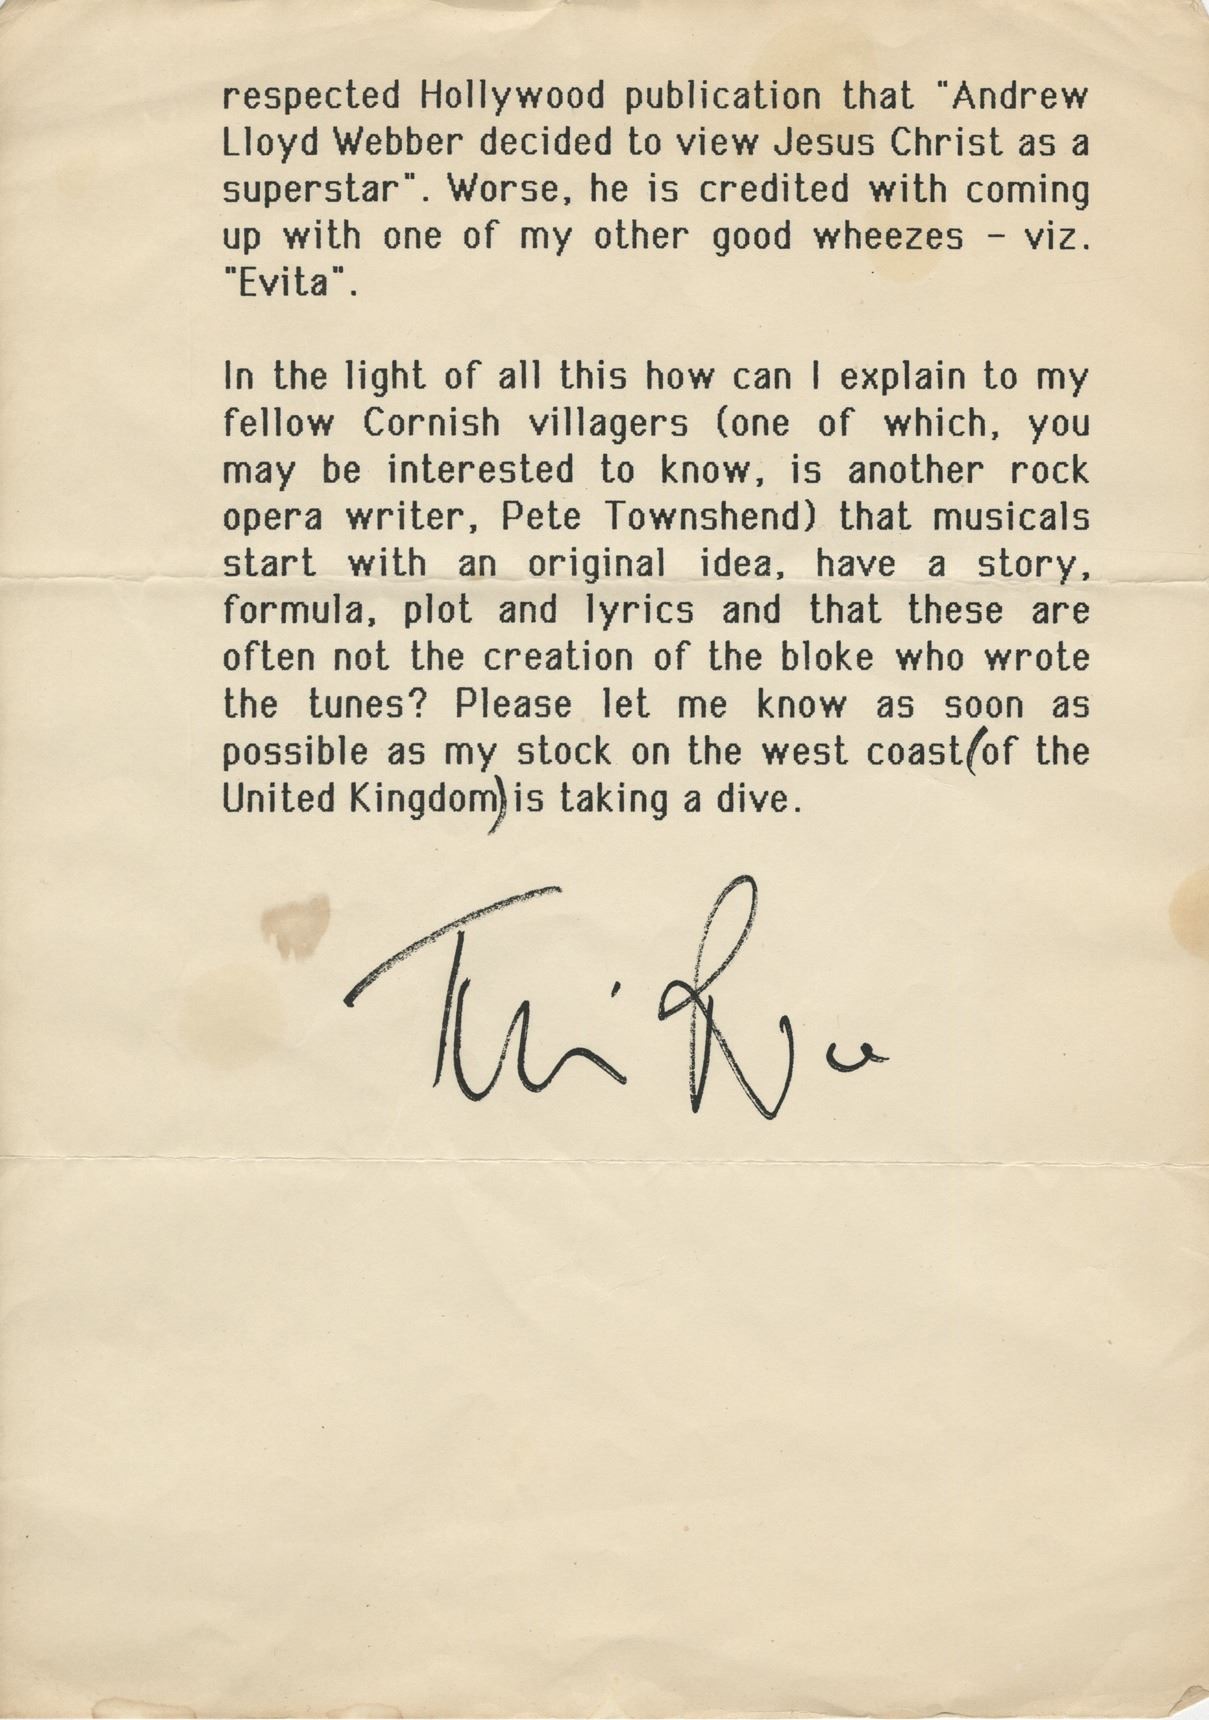 respected Hollywood publication that "Andrew
Lloyd Webber decided to view Jesus Christ as a
superstar". Worse, he is credited with coming
up with one of my other good wheezes - viz.
"Evita".
In the light of all this how can I explain to my
fellow Cornish villagers (one of which, you
may be interested to know, is another rock
opera writer, Pete Townshend) that musicals
start with an original idea, have a story,
formula, plot and lyrics and that these are
often not the creation of the bloke who wrote
the tunes? Please let me know as soon as
possible as my stock on the west coast(of the
United Kingdom)is taking a dive.
Tim Rice